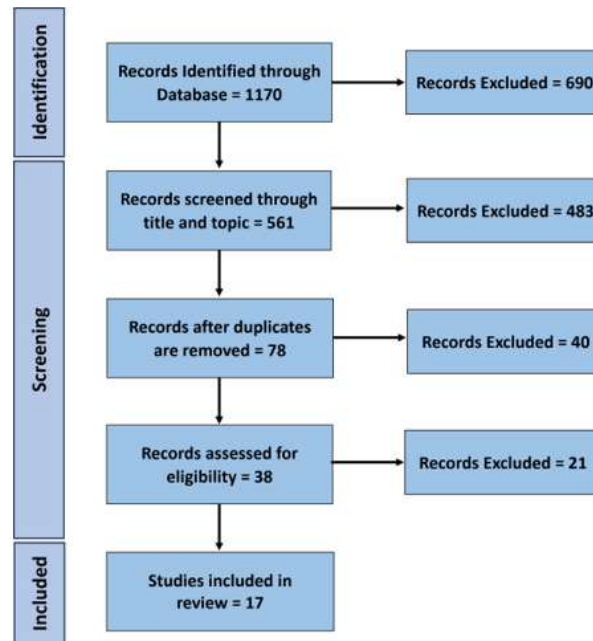 Identification
Records Identified through
Database = 1170
Records Excluded = 690
Screening
Records screened through
title and topic = 561
Records Excluded = 483
Records after duplicates
are removed = 78
Records Excluded = 40
Records assessed for
eligibility = 38
Records Excluded = 21
Included
Studies included in
review = 17